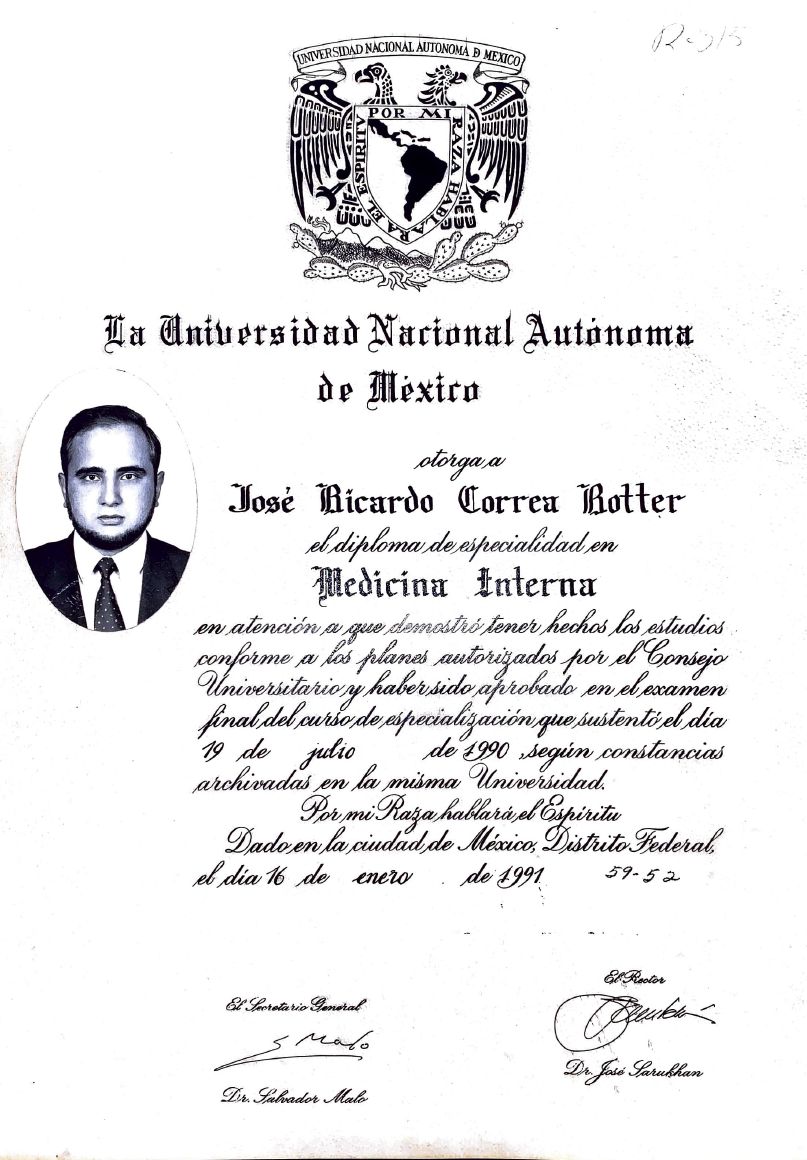 UNIVERSIDAD NACIONAL AUTONOMA D MEXICO
POR MI RAZA HABLARA EL ESPIRITU
La Universidad Nacional Autónoma
de México
otorga a
José Ricardo Correa Rotter
el diploma de especialidad en
Medicina Interna
en atención a que demostró tener hechos los estudios
conforme a los planes autorizados por el Consejo
Universitario y haber sido aprobado en el examen
final del curso de especialización que sustentó el día
19 de julio de 1990, según constancias
archivadas en la misma Universidad.
Por mi Raza hablará el Espíritu
Dado en la ciudad de México, Distrito Federal,
el día 16 de enero de 1991 59-52
El Rector
El Secretario General
S Malo
Dr. José Sarukhan
Dr. Salvador Malo